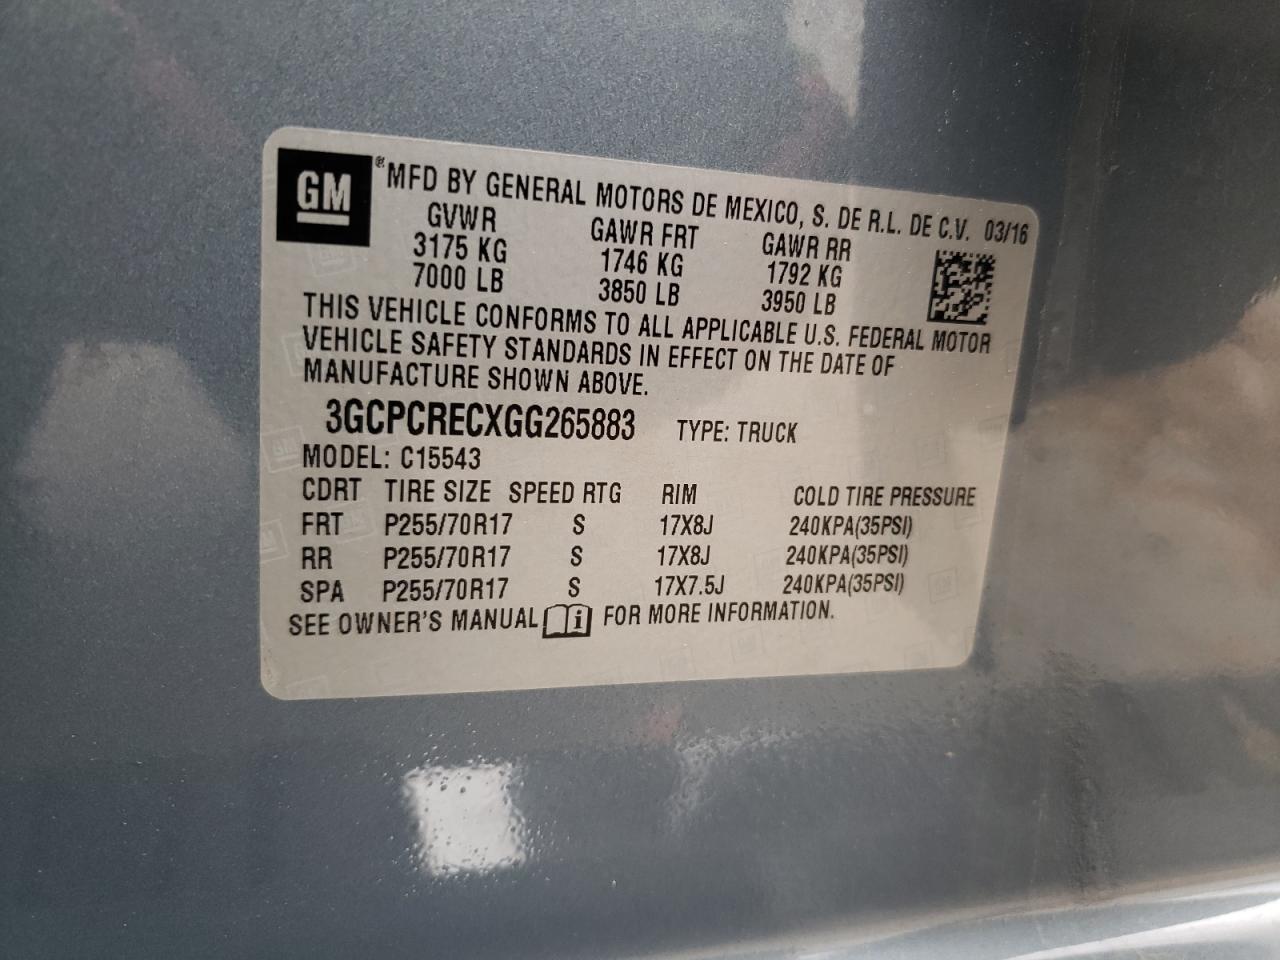 GM ® MFD BY GENERAL MOTORS DE MEXICO, S. DE R.L. DE C.V. 03/16
GVWR GAWR FRT GAWR RR
3175 KG 1746 KG 1792 KG
7000 LB 3850 LB 3950 LB
THIS VEHICLE CONFORMS TO ALL APPLICABLE U.S. FEDERAL MOTOR
VEHICLE SAFETY STANDARDS IN EFFECT ON THE DATE OF
MANUFACTURE SHOWN ABOVE.
3GCPCRECXGG265883 TYPE: TRUCK
MODEL: C15543
CDRT TIRE SIZE SPEED RTG RIM COLD TIRE PRESSURE
FRT P255/70R17 S 17X8J 240KPA(35PSI)
RR P255/70R17 S 17X8J 240KPA(35PSI)
SPA P255/70R17 S 17X7.5J 240KPA(35PSI)
SEE OWNER'S MANUAL i FOR MORE INFORMATION.